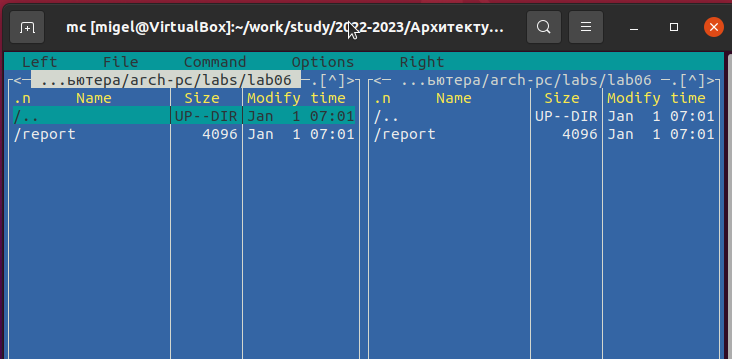 mc [migel@VirtualBox]:~/work/study/2022-2023/Архитекту...
Left File Command Options Right
<─ ...ьютера/arch-pc/labs/lab06 ─.[^]> <─ ...ьютера/arch-pc/labs/lab06 ─.[^]>
.n Name Size Modify time .n Name Size Modify time
/.. UP--DIR Jan 1 07:01 /.. UP--DIR Jan 1 07:01
/report 4096 Jan 1 07:01 /report 4096 Jan 1 07:01